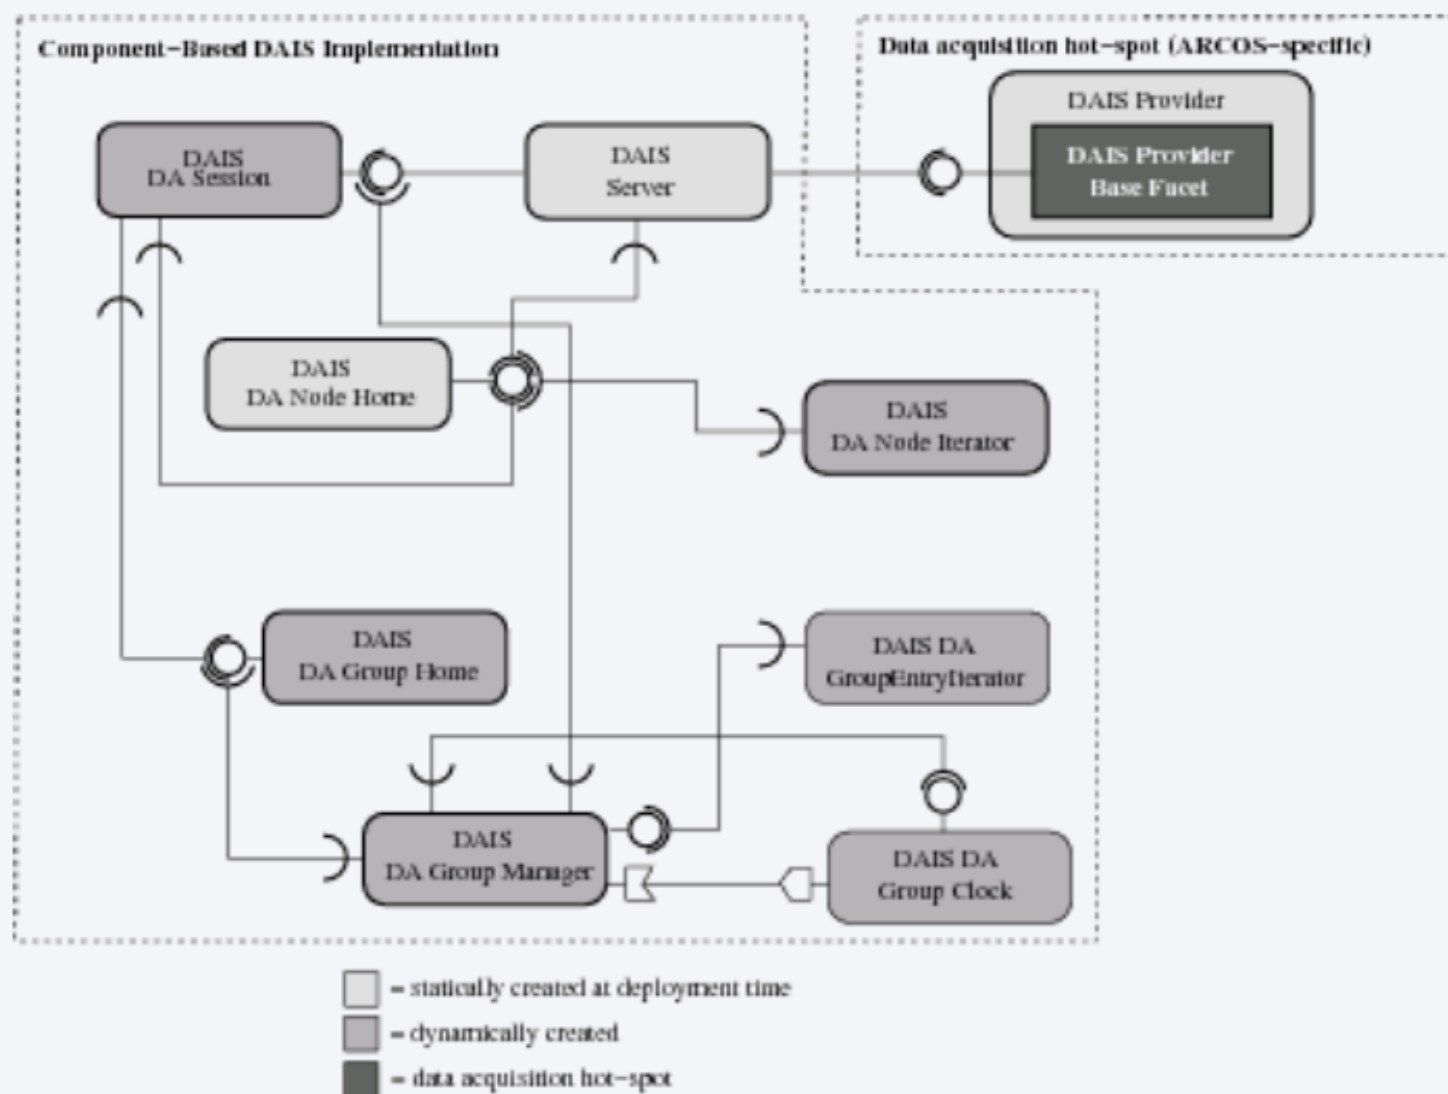 Component-Based DAIS Implementation
Data acquisition hot-spot (ARCOS-specific)
DAIS Provider
DAIS
DA Session
DAIS
Server
DAIS Provider
Base Facet
DAIS
DA Node Home
DAIS
DA Node Iterator
DAIS
DA Group Home
DAIS DA
GroupEntryIterator
DAIS
DA Group Manager
DAIS DA
Group Clock
= statically created at deployment time
= dynamically created
= data acquisition hot-spot